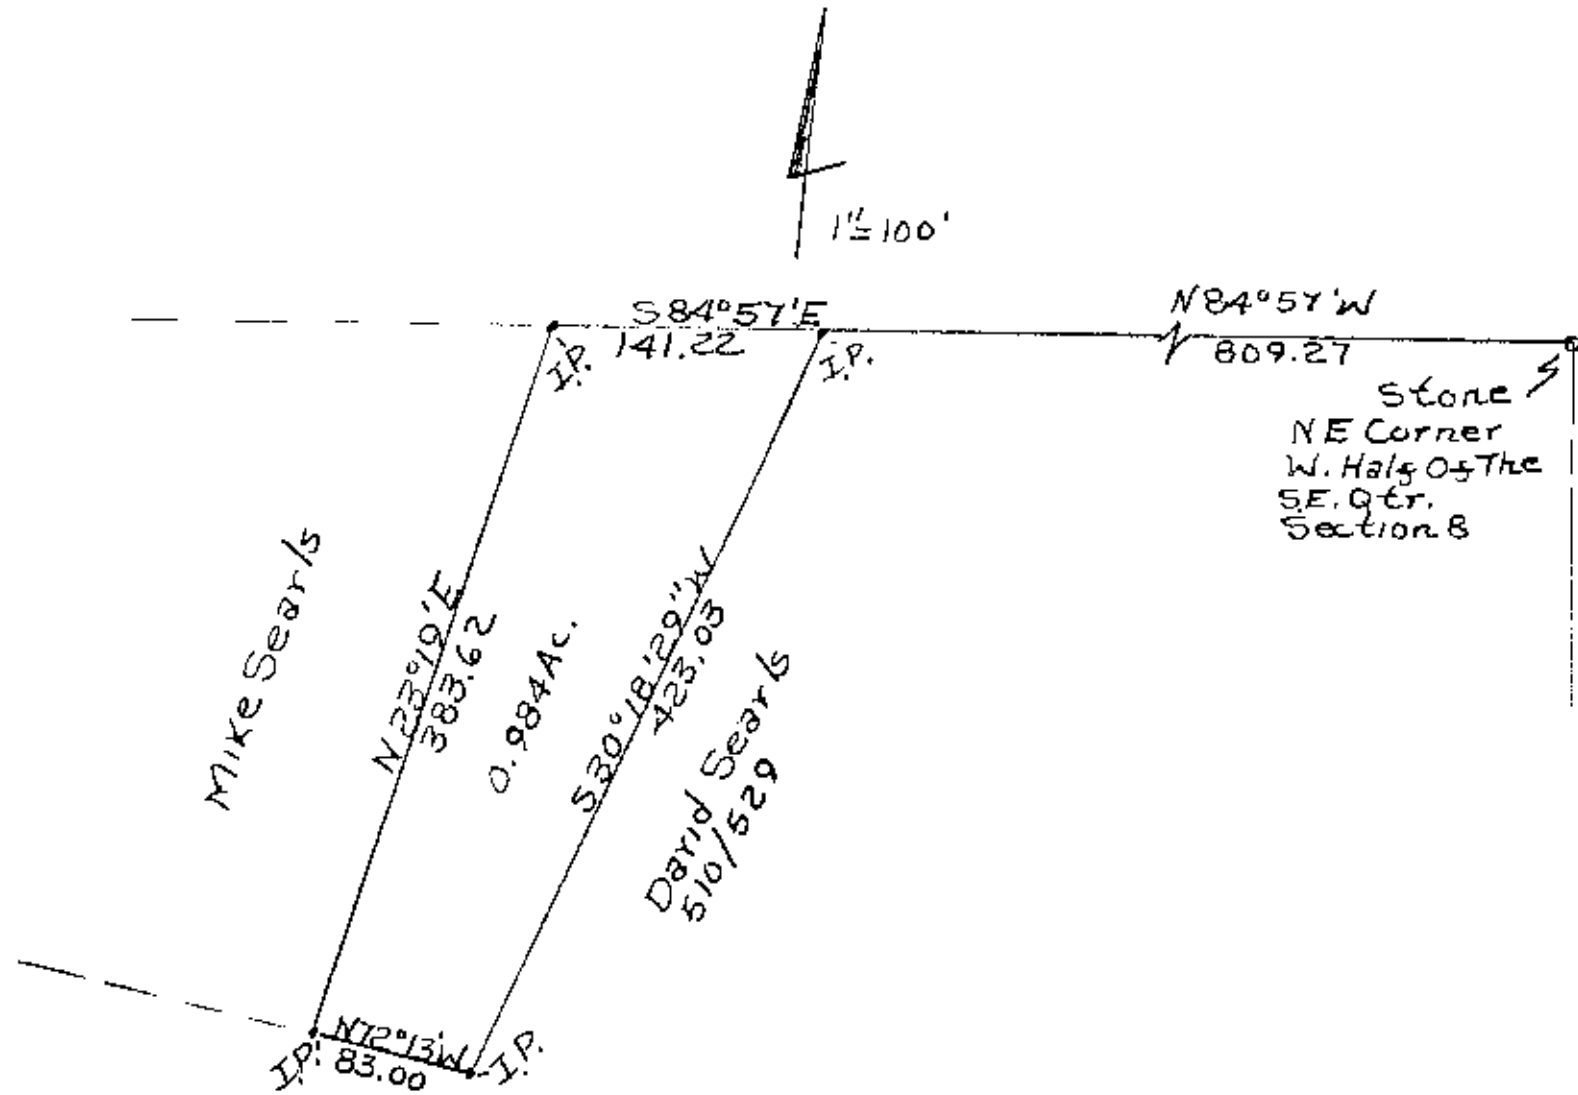 1"=100'
S84°57'E
141.22
N84°57'W
809.27
I.P.
I.P.
Stone
NE Corner
W. Half Of The
S.E. Qtr.
Section 8
Mike Searls
N23°19'E
383.62
0.984Ac.
S30°18'29"W
423.03
David Searls
510/529
N72°13'W
83.00
I.P.
I.P.